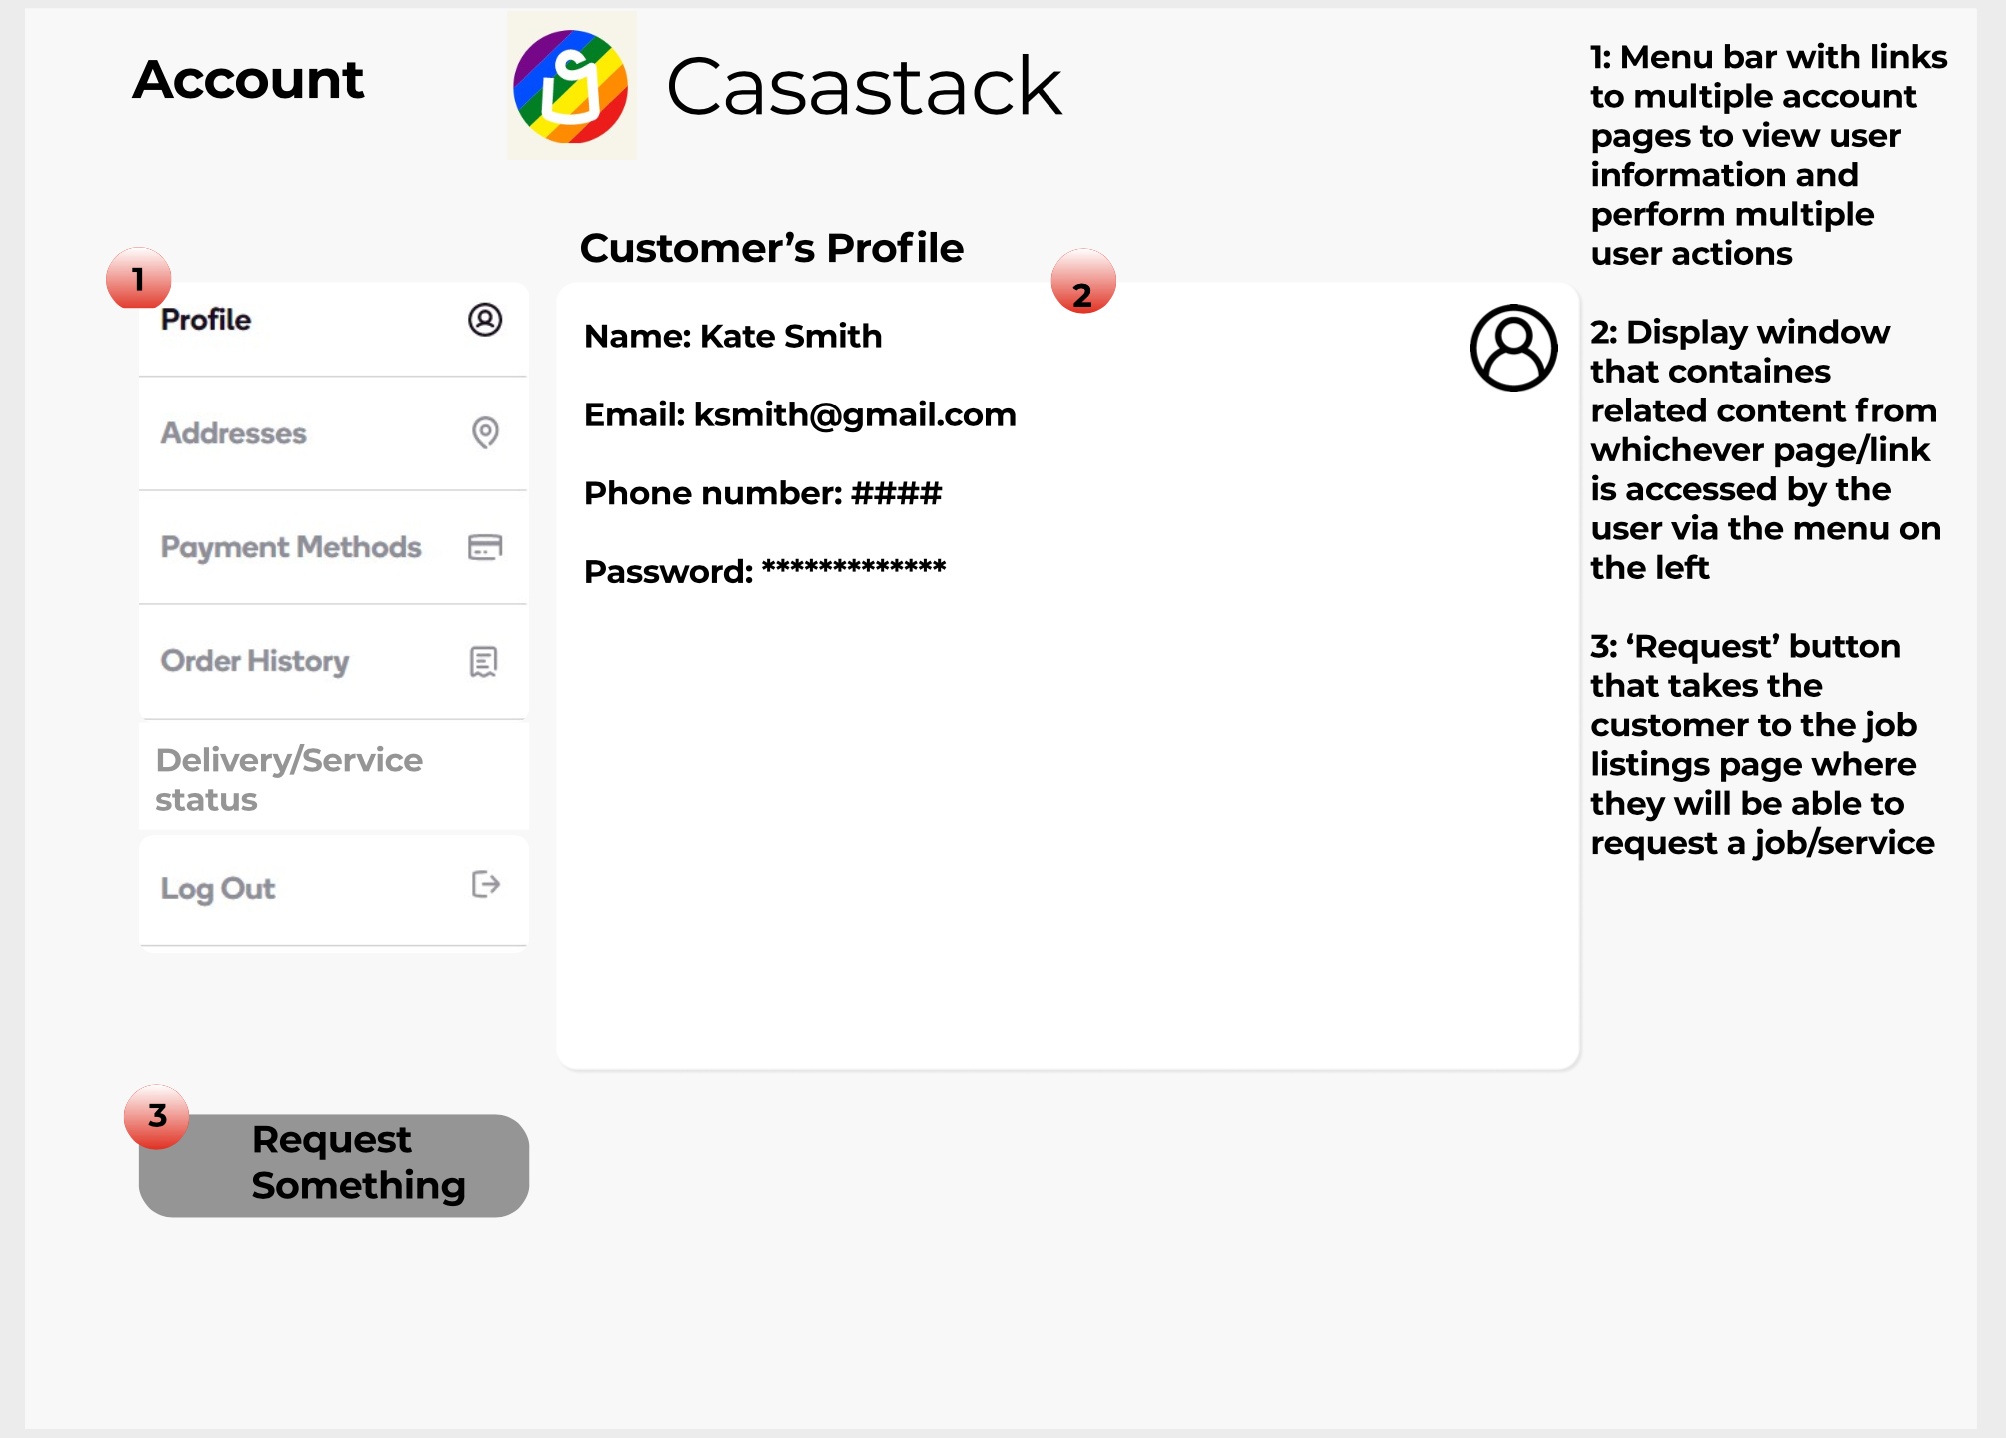 Account
Casastack
1: Menu bar with links
to multiple account
pages to view user
information and
perform multiple
user actions
2: Display window
that containes
related content from
whichever page/link
is accessed by the
user via the menu on
the left
3: ‘Request’ button
that takes the
customer to the job
listings page where
they will be able to
request a job/service
1
Profile
Addresses
Payment Methods
Order History
Delivery/Service
status
Log Out
Customer’s Profile
2
Name: Kate Smith
Email: ksmith@gmail.com
Phone number: ####
Password: *************
3
Request
Something